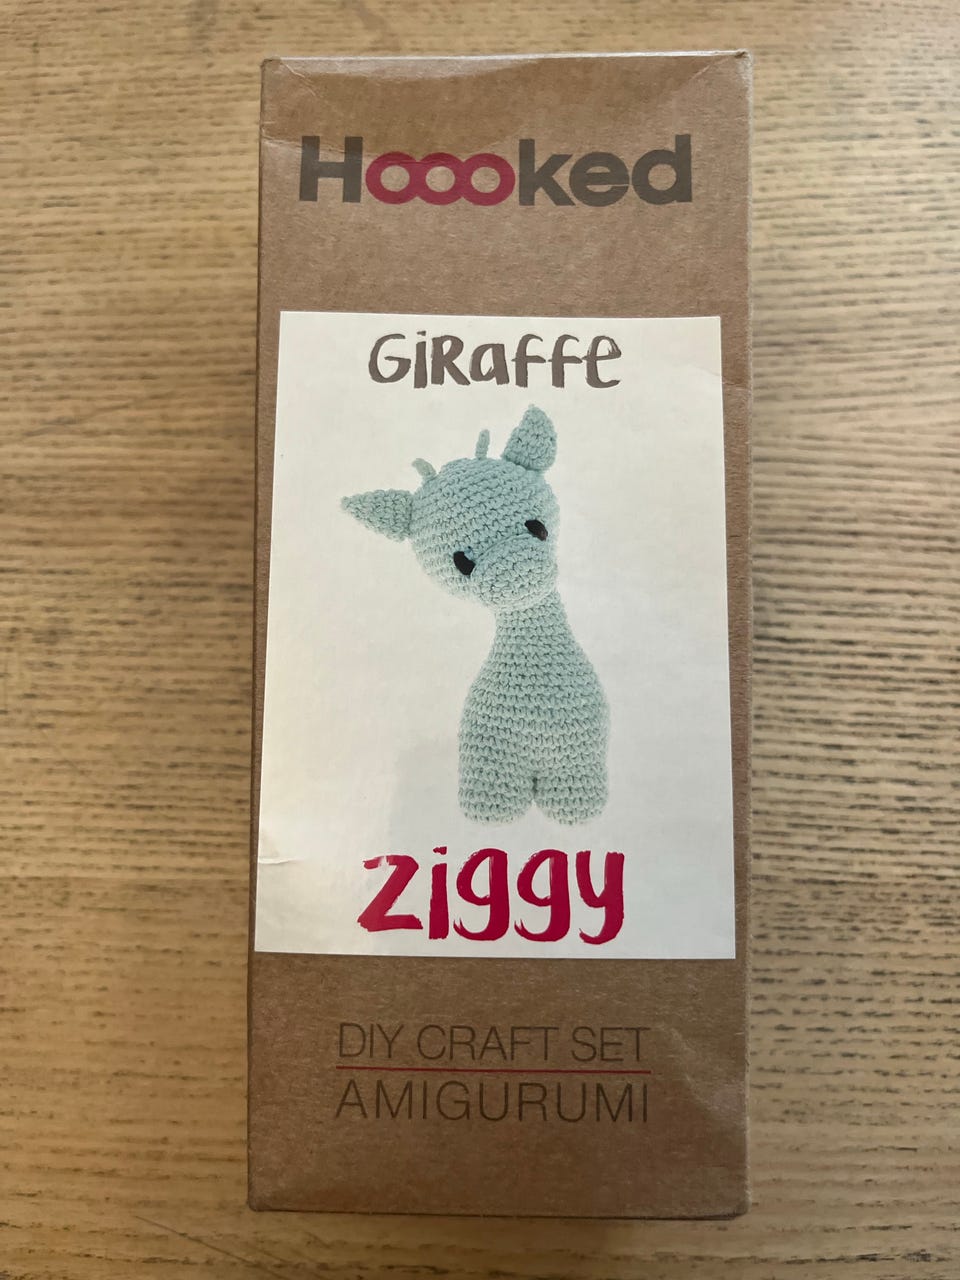 Hoooked
GiRaffe
Ziggy
DIY CRAFT SET
AMIGURUMI